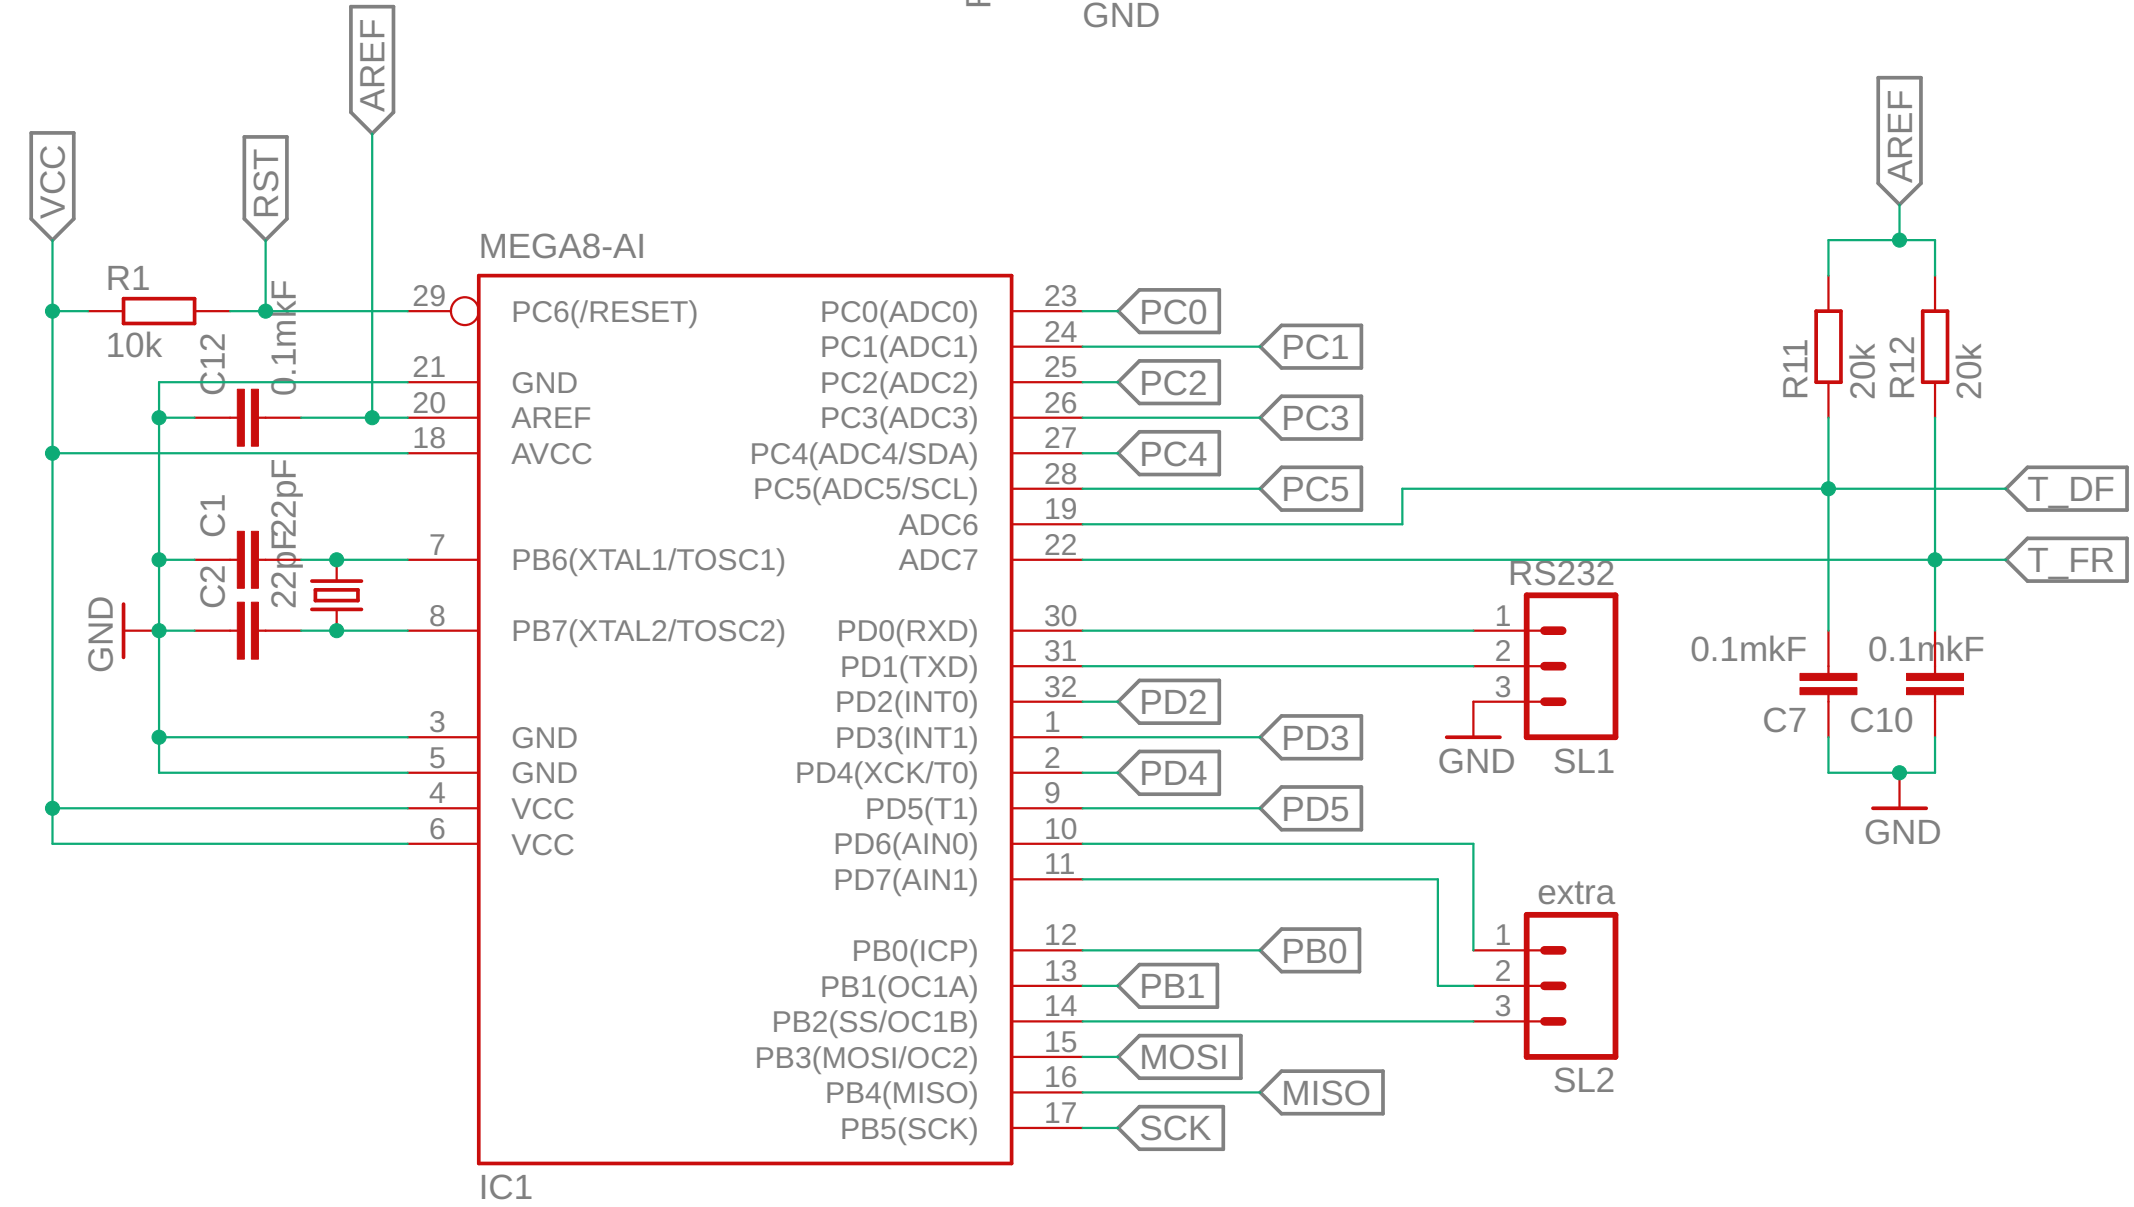 GND
AREF
VCC
RST
AREF
MEGA8-AI
R1
10k
C12
0.1mkF
29 PC6(/RESET)
21 GND
20 AREF
18 AVCC
C1
22pF
7 PB6(XTAL1/TOSC1)
C2
22pF
8 PB7(XTAL2/TOSC2)
GND
3 GND
5 GND
4 VCC
6 VCC
PC0(ADC0) 23 PC0
PC1(ADC1) 24 PC1
PC2(ADC2) 25 PC2
PC3(ADC3) 26 PC3
PC4(ADC4/SDA) 27 PC4
PC5(ADC5/SCL) 28 PC5
ADC6 19
ADC7 22
PD0(RXD) 30
PD1(TXD) 31
PD2(INT0) 32 PD2
PD3(INT1) 1 PD3
PD4(XCK/T0) 2 PD4
PD5(T1) 9 PD5
PD6(AIN0) 10
PD7(AIN1) 11
PB0(ICP) 12 PB0
PB1(OC1A) 13 PB1
PB2(SS/OC1B) 14
PB3(MOSI/OC2) 15 MOSI
PB4(MISO) 16 MISO
PB5(SCK) 17 SCK
IC1
RS232
1
2
3
GND
SL1
extra
1
2
3
SL2
R11
20k
R12
20k
T_DF
T_FR
0.1mkF
0.1mkF
C7
C10
GND